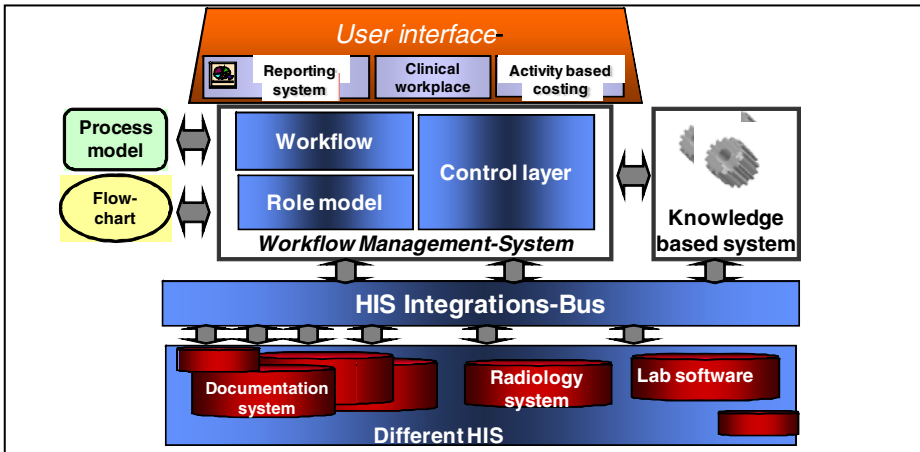 User interface-
Reporting
system
Clinical
workplace
Activity based
costing
Process
model
Flow-
chart
Workflow
Role model
Control layer
Workflow Management-System
Knowledge
based system
HIS Integrations-Bus
Documentation
system
Radiology
system
Lab software
Different HIS